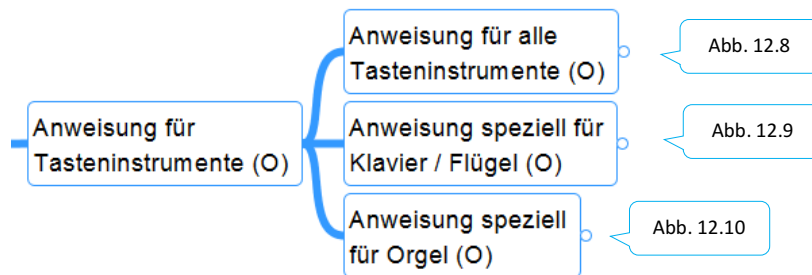 Anweisung für alle
Tasteninstrumente (O)
Abb. 12.8
Anweisung für
Tasteninstrumente (O)
Anweisung speziell für
Klavier / Flügel (O)
Abb. 12.9
Anweisung speziell
für Orgel (O)
Abb. 12.10